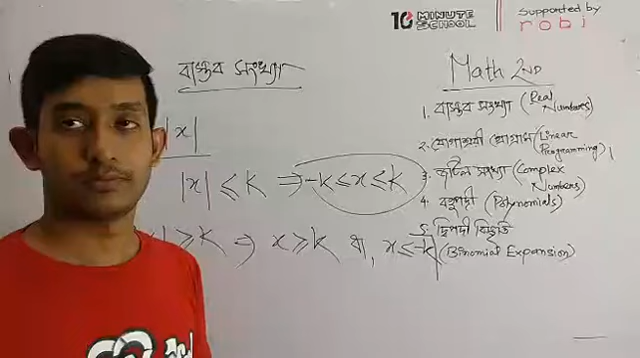 10 MINUTE SCHOOL
Supported by
robi
বাস্তব সংখ্যা
|x|
|x| ≤ K ⇒ -K ≤ x ≤ K
| ≥ K ⇒ x ≥ K বা, x ≤ -K
Math 2ND
1. বাস্তব সংখ্যা (Real Numbers)
2. যোগাশ্রয়ী প্রোগ্রাম (Linear Programming)
3. জটিল সংখ্যা (Complex Numbers)
4. বহুপদী (Polynomials)
5. দ্বিপদী বিস্তৃতি
(Binomial Expansion)